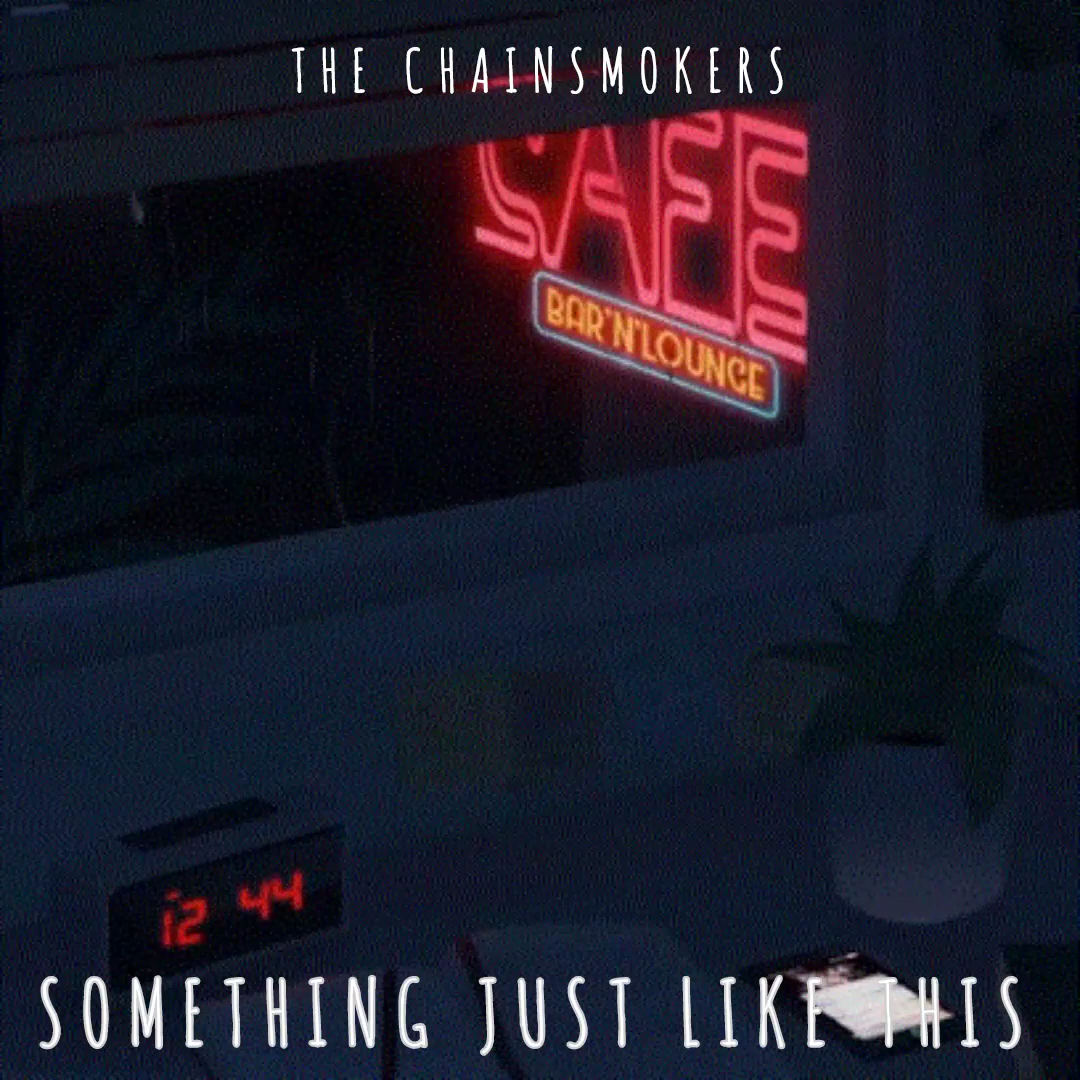 THE CHAINSMOKERS
CAFE
BAR'N'LOUNGE
12 44
SOMETHING JUST LIKE THIS